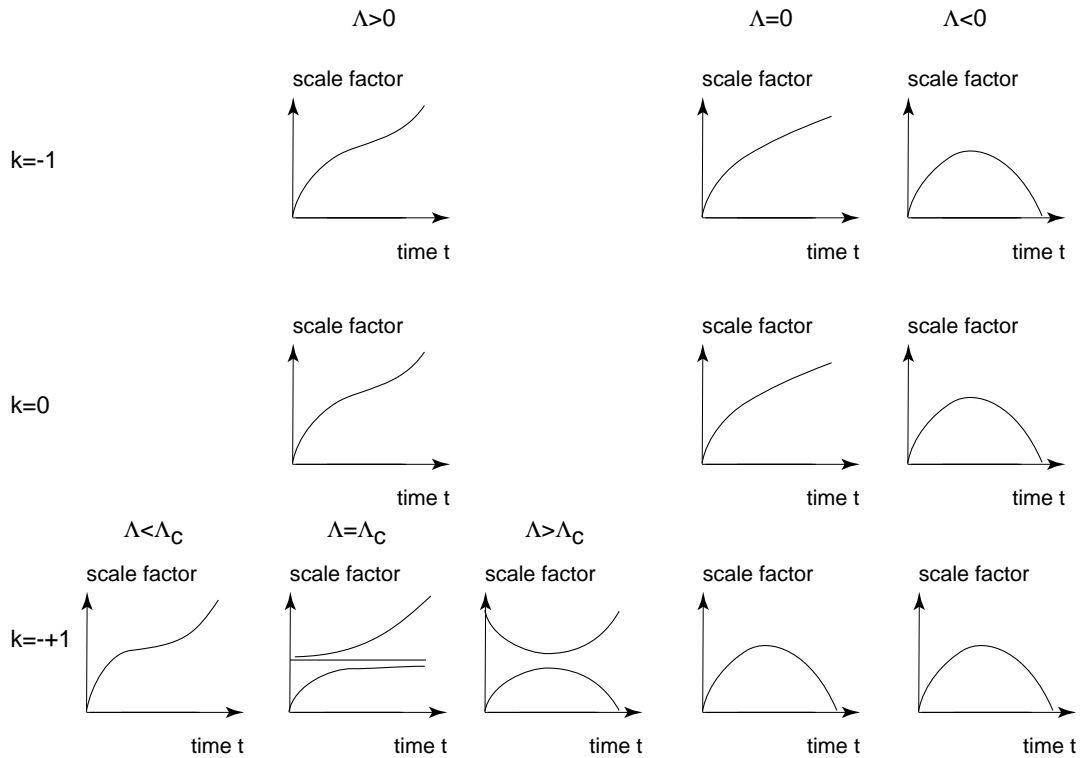 Λ>0 Λ=0 Λ<0
scale factor scale factor scale factor
k=-1
time t time t time t
scale factor scale factor scale factor
k=0
time t time t time t
Λ<Λc Λ=Λc Λ>Λc
scale factor scale factor scale factor scale factor scale factor
k=-+1
time t time t time t time t time t